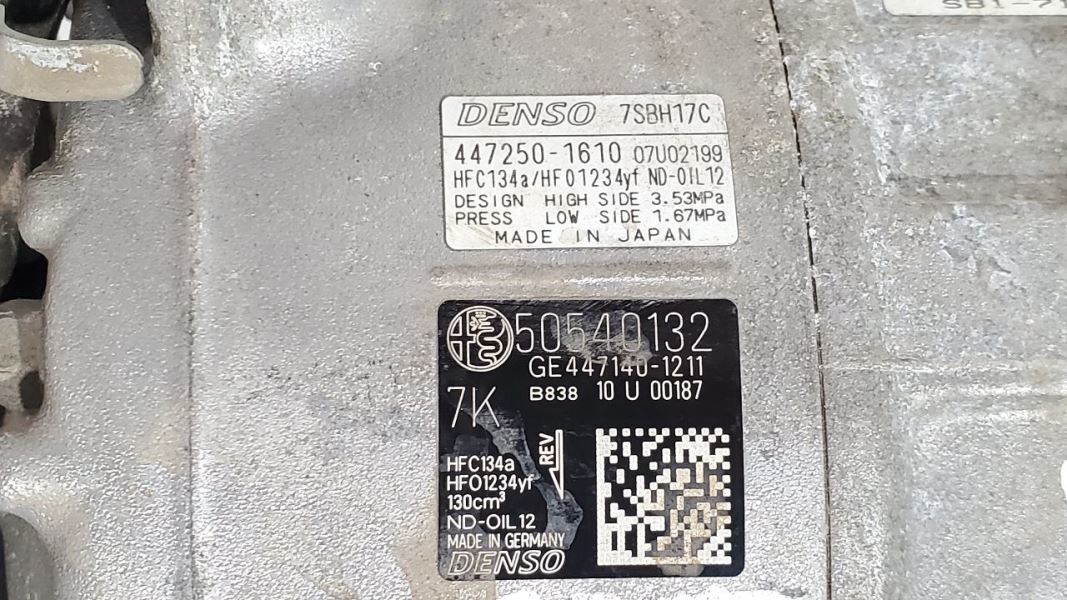 SB1-71
DENSO 7SBH17C
447250-1610 07U02199
HFC134a/HFO1234yf ND-OIL12
DESIGN HIGH SIDE 3.53MPa
PRESS LOW SIDE 1.67MPa
MADE IN JAPAN
50540132
GE447140-1211
B838 10 U 00187
7K
REV
HFC134a
HFO1234yf
130cm³
ND-OIL12
MADE IN GERMANY
DENSO